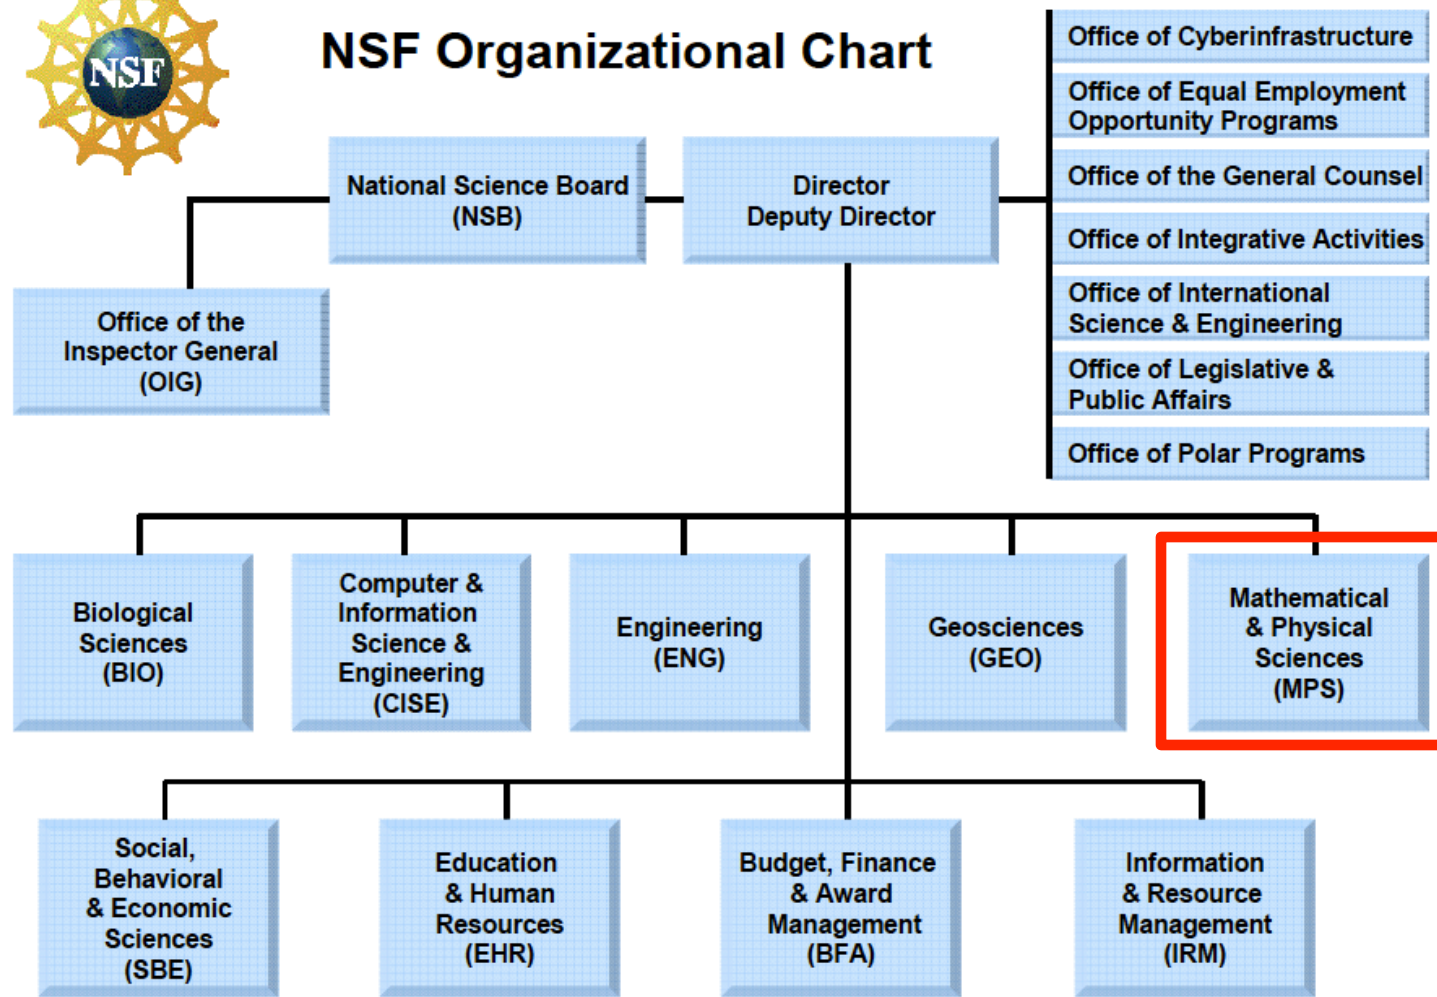 NSF
NSF Organizational Chart
Office of Cyberinfrastructure
Office of Equal Employment
Opportunity Programs
Office of the General Counsel
Office of Integrative Activities
Office of International
Science & Engineering
Office of Legislative &
Public Affairs
Office of Polar Programs
National Science Board
(NSB)
Director
Deputy Director
Office of the
Inspector General
(OIG)
Biological
Sciences
(BIO)
Computer &
Information
Science &
Engineering
(CISE)
Engineering
(ENG)
Geosciences
(GEO)
Mathematical
& Physical
Sciences
(MPS)
Social,
Behavioral
& Economic
Sciences
(SBE)
Education
& Human
Resources
(EHR)
Budget, Finance
& Award
Management
(BFA)
Information
& Resource
Management
(IRM)